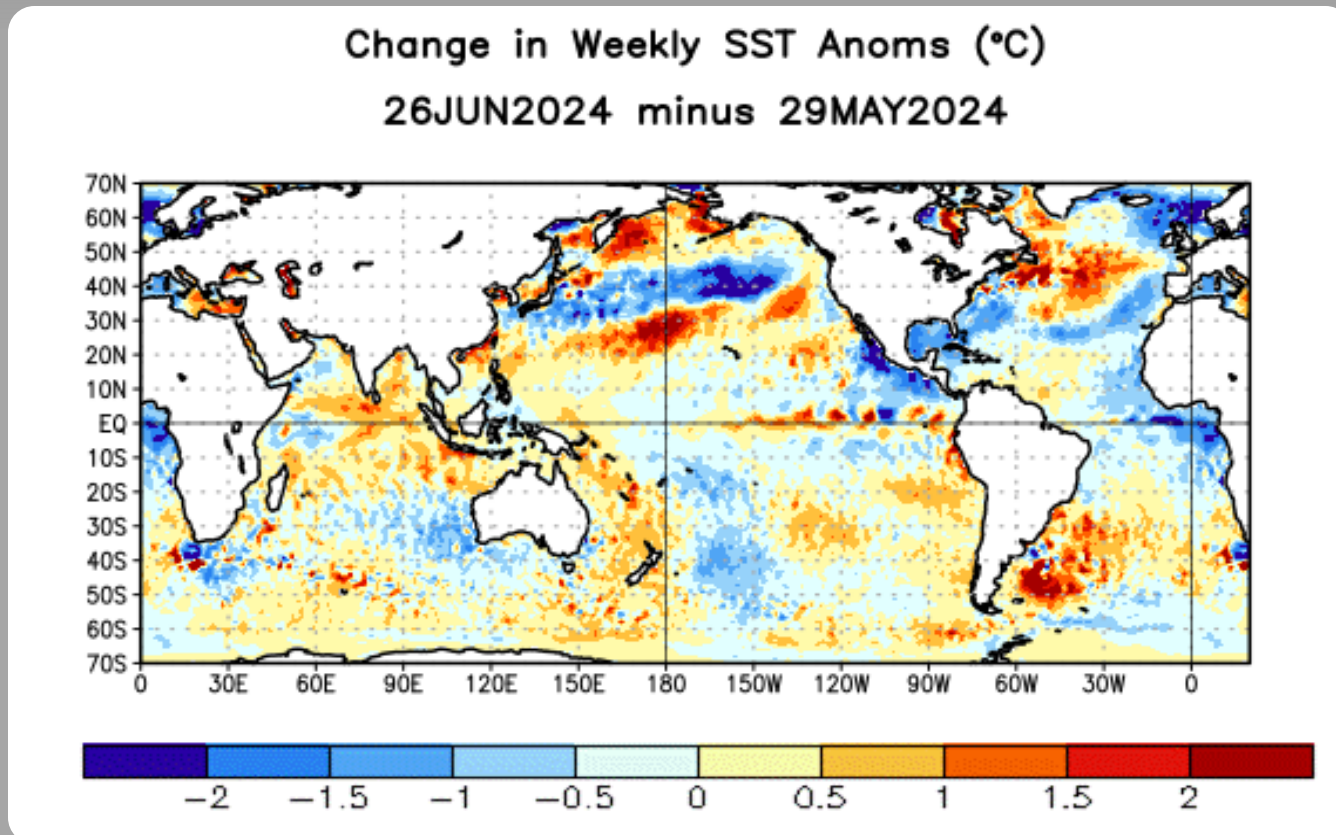 Change in Weekly SST Anoms (°C)
26JUN2024 minus 29MAY2024
70N
60N
50N
40N
30N
20N
10N
EQ
10S
20S
30S
40S
50S
60S
70S
0 30E 60E 90E 120E 150E 180 150W 120W 90W 60W 30W 0
−2 −1.5 −1 −0.5 0 0.5 1 1.5 2